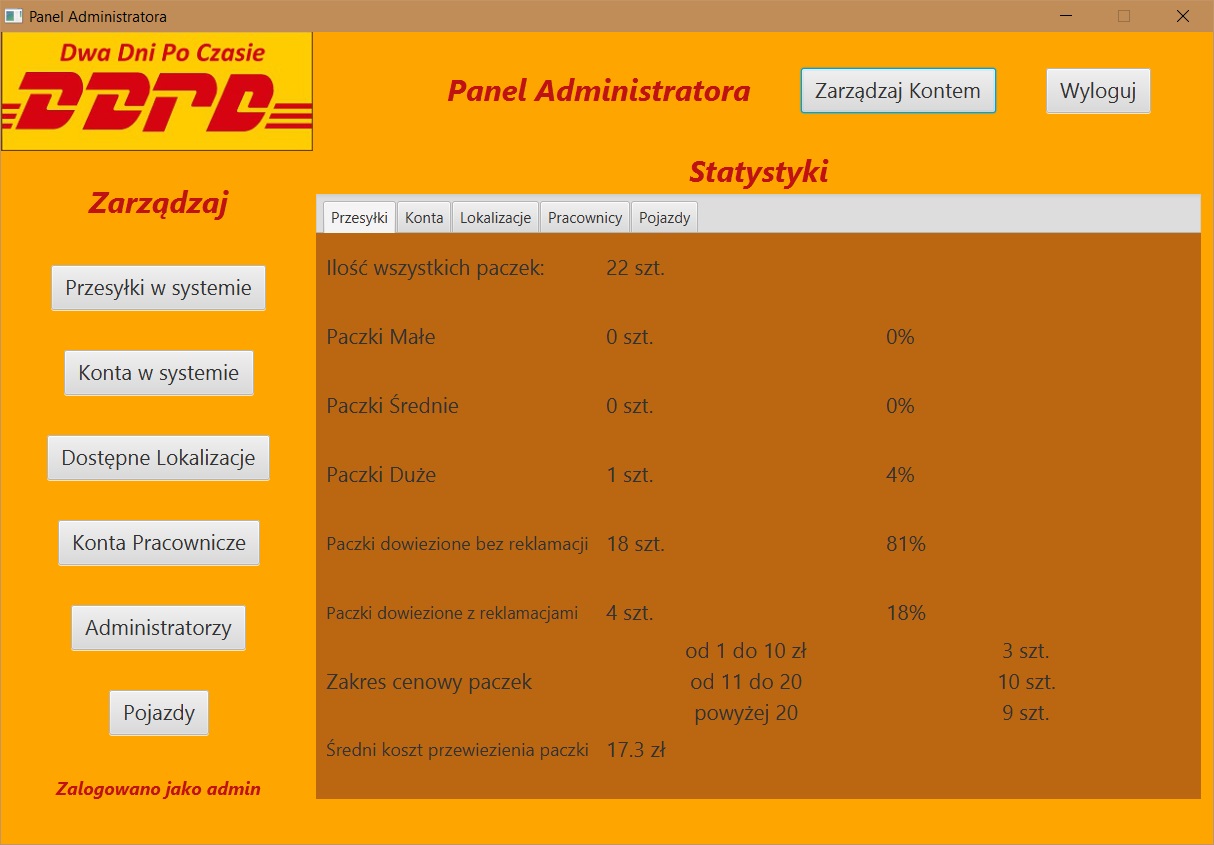 Panel Administratora
Dwa Dni Po Czasie
DDPC
Panel Administratora
Zarządzaj Kontem
Wyloguj
Zarządzaj
Przesyłki w systemie
Konta w systemie
Dostępne Lokalizacje
Konta Pracownicze
Administratorzy
Pojazdy
Zalogowano jako admin
Statystyki
Przesyłki Konta Lokalizacje Pracownicy Pojazdy
Ilość wszystkich paczek: 22 szt.
Paczki Małe 0 szt. 0%
Paczki Średnie 0 szt. 0%
Paczki Duże 1 szt. 4%
Paczki dowiezione bez reklamacji 18 szt. 81%
Paczki dowiezione z reklamacjami 4 szt. 18%
od 1 do 10 zł 3 szt.
Zakres cenowy paczek od 11 do 20 10 szt.
powyżej 20 9 szt.
Średni koszt przewiezienia paczki 17.3 zł